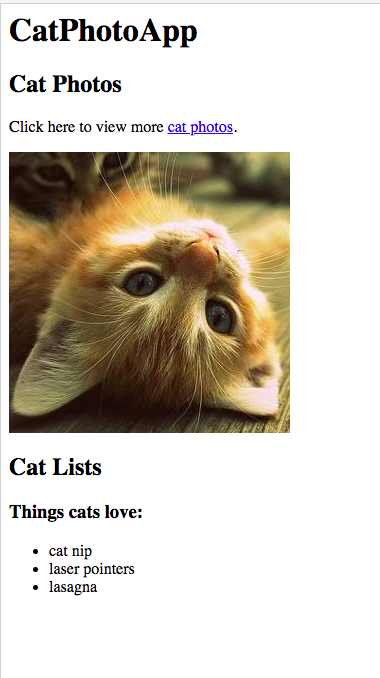 CatPhotoApp
Cat Photos
Click here to view more cat photos.
Cat Lists
Things cats love:
• cat nip
• laser pointers
• lasagna